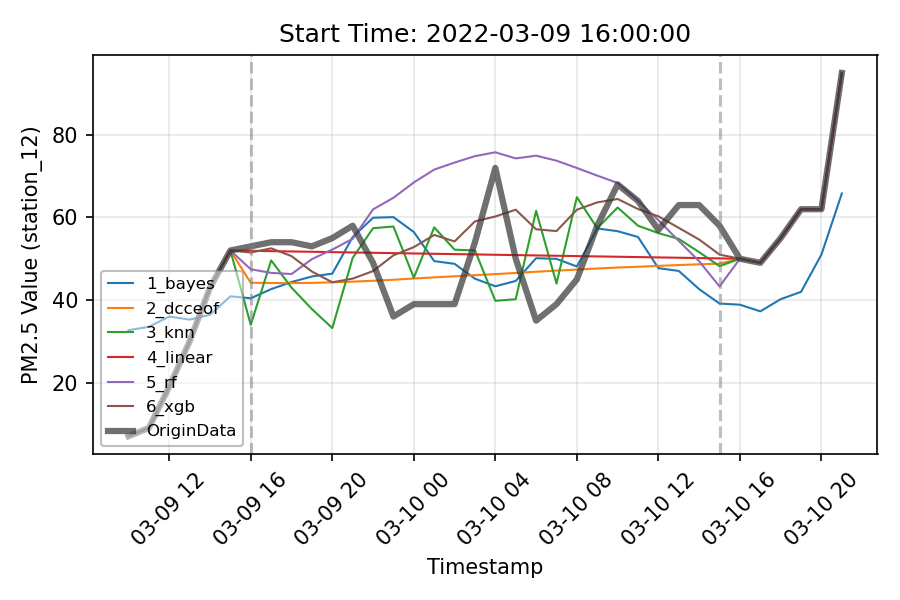 Start Time: 2022-03-09 16:00:00
PM2.5 Value (station_12)
80
60
40
20
1_bayes
2_dcceof
3_knn
4_linear
5_rf
6_xgb
OriginData
03-09 12
03-09 16
03-09 20
03-10 00
03-10 04
03-10 08
03-10 12
03-10 16
03-10 20
Timestamp